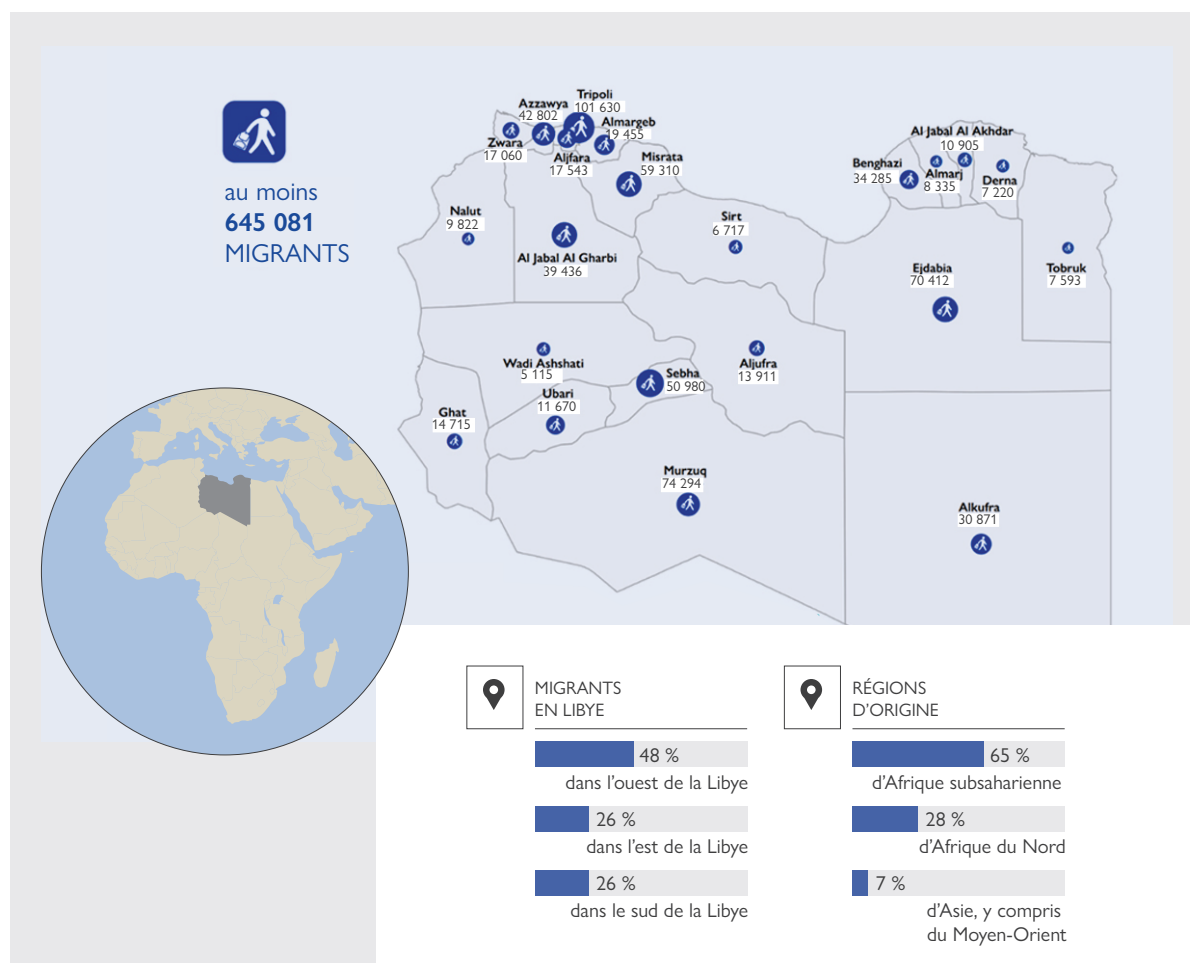 au moins
645 081
MIGRANTS
Tripoli
101 630
Azzawya
42 802
Almargeb
19 455
Zwara
17 060
Aljfara
17 543
Misrata
59 310
Al Jabal Al Akhdar
10 905
Benghazi
34 285
Almarj
8 335
Derna
7 220
Nalut
9 822
Sirt
6 717
Al Jabal Al Gharbi
39 436
Ejdabia
70 412
Tobruk
7 593
Wadi Ashshati
5 115
Sebha
50 980
Aljufra
13 911
Ubari
11 670
Ghat
14 715
Murzuq
74 294
Alkufra
30 871
MIGRANTS
EN LIBYE
48 %
dans l'ouest de la Libye
26 %
dans l'est de la Libye
26 %
dans le sud de la Libye
RÉGIONS
D'ORIGINE
65 %
d'Afrique subsaharienne
28 %
d'Afrique du Nord
7 %
d'Asie, y compris
du Moyen-Orient